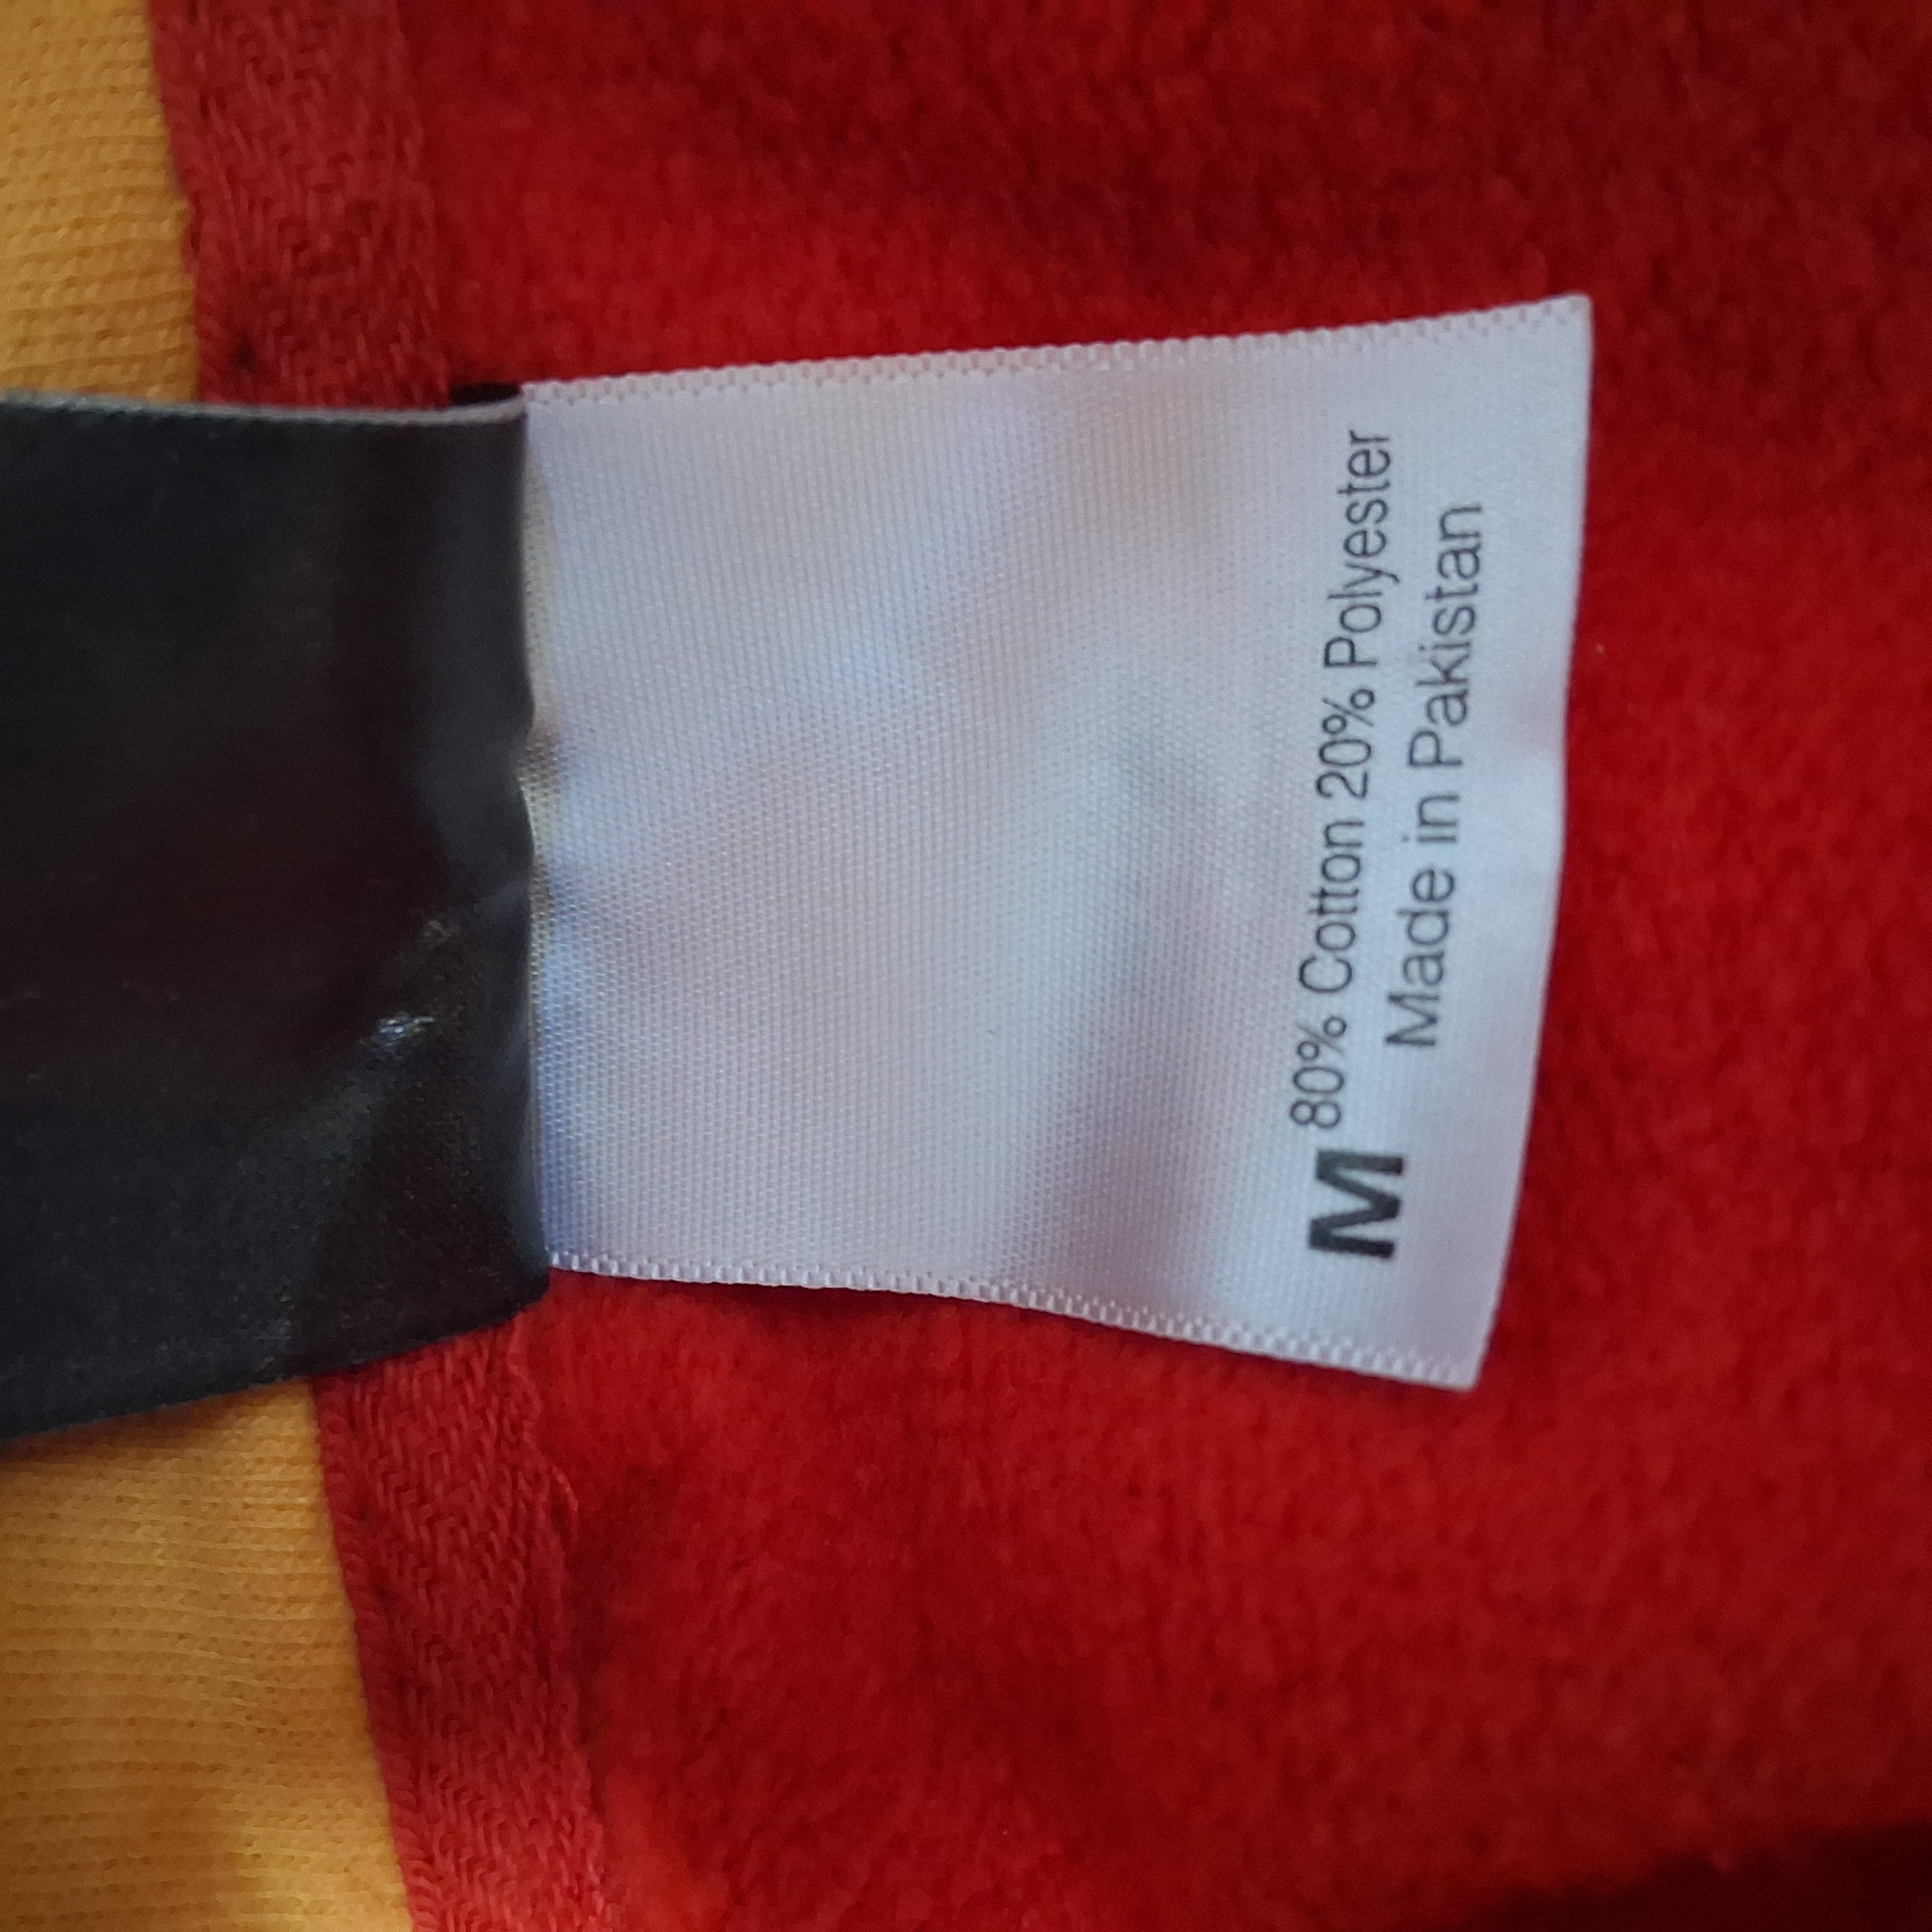 M 80% Cotton 20% Polyester
Made in Pakistan